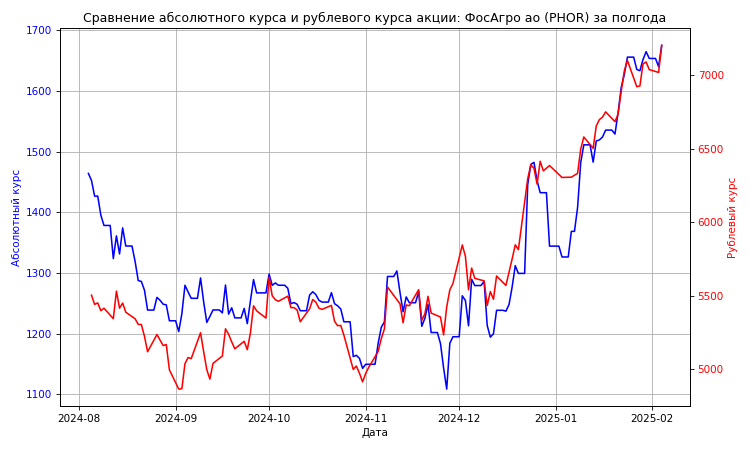 Сравнение абсолютного курса и рублевого курса акции: ФосАгро ао (PHOR) за полгода
1700
1600
1500
1400
1300
1200
1100
Абсолютный курс
7000
6500
6000
5500
5000
Рублевый курс
2024-08 2024-09 2024-10 2024-11 2024-12 2025-01 2025-02
Дата